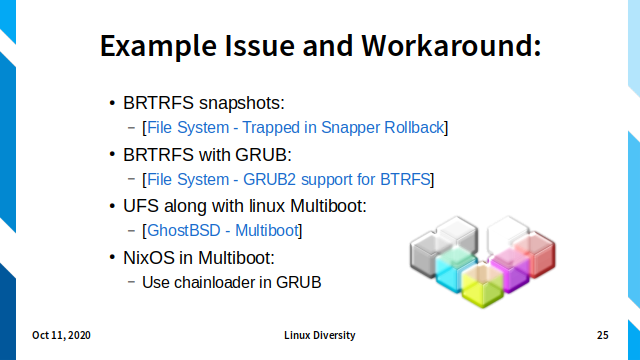 Example Issue and Workaround:
• BRTRFS snapshots:
– [File System - Trapped in Snapper Rollback]
• BRTRFS with GRUB:
– [File System - GRUB2 support for BTRFS]
• UFS along with linux Multiboot:
– [GhostBSD - Multiboot]
• NixOS in Multiboot:
– Use chainloader in GRUB
Oct 11, 2020
Linux Diversity
25